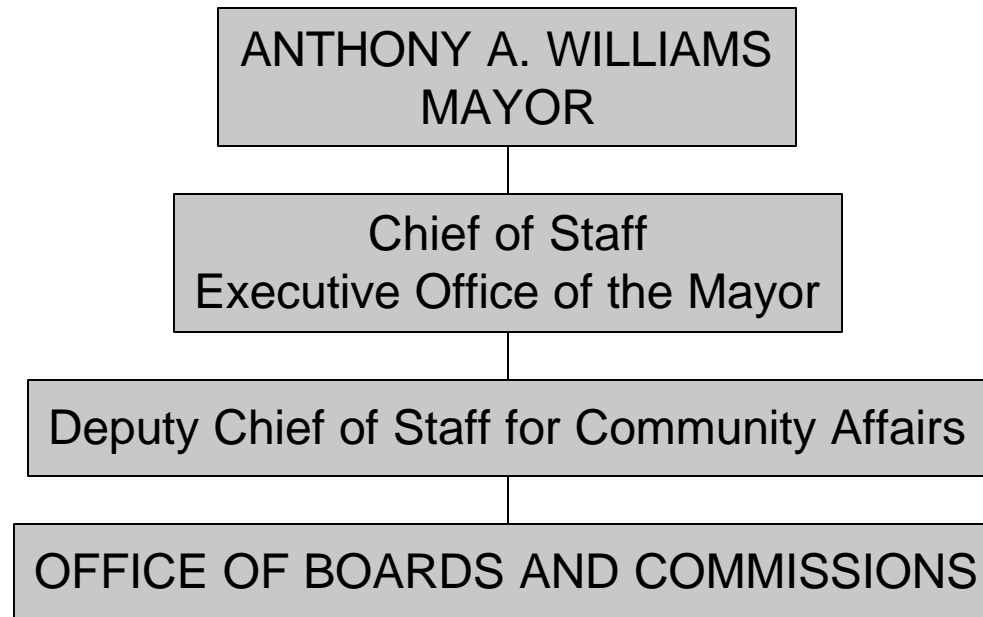 ANTHONY A. WILLIAMS
MAYOR
Chief of Staff
Executive Office of the Mayor
Deputy Chief of Staff for Community Affairs
OFFICE OF BOARDS AND COMMISSIONS